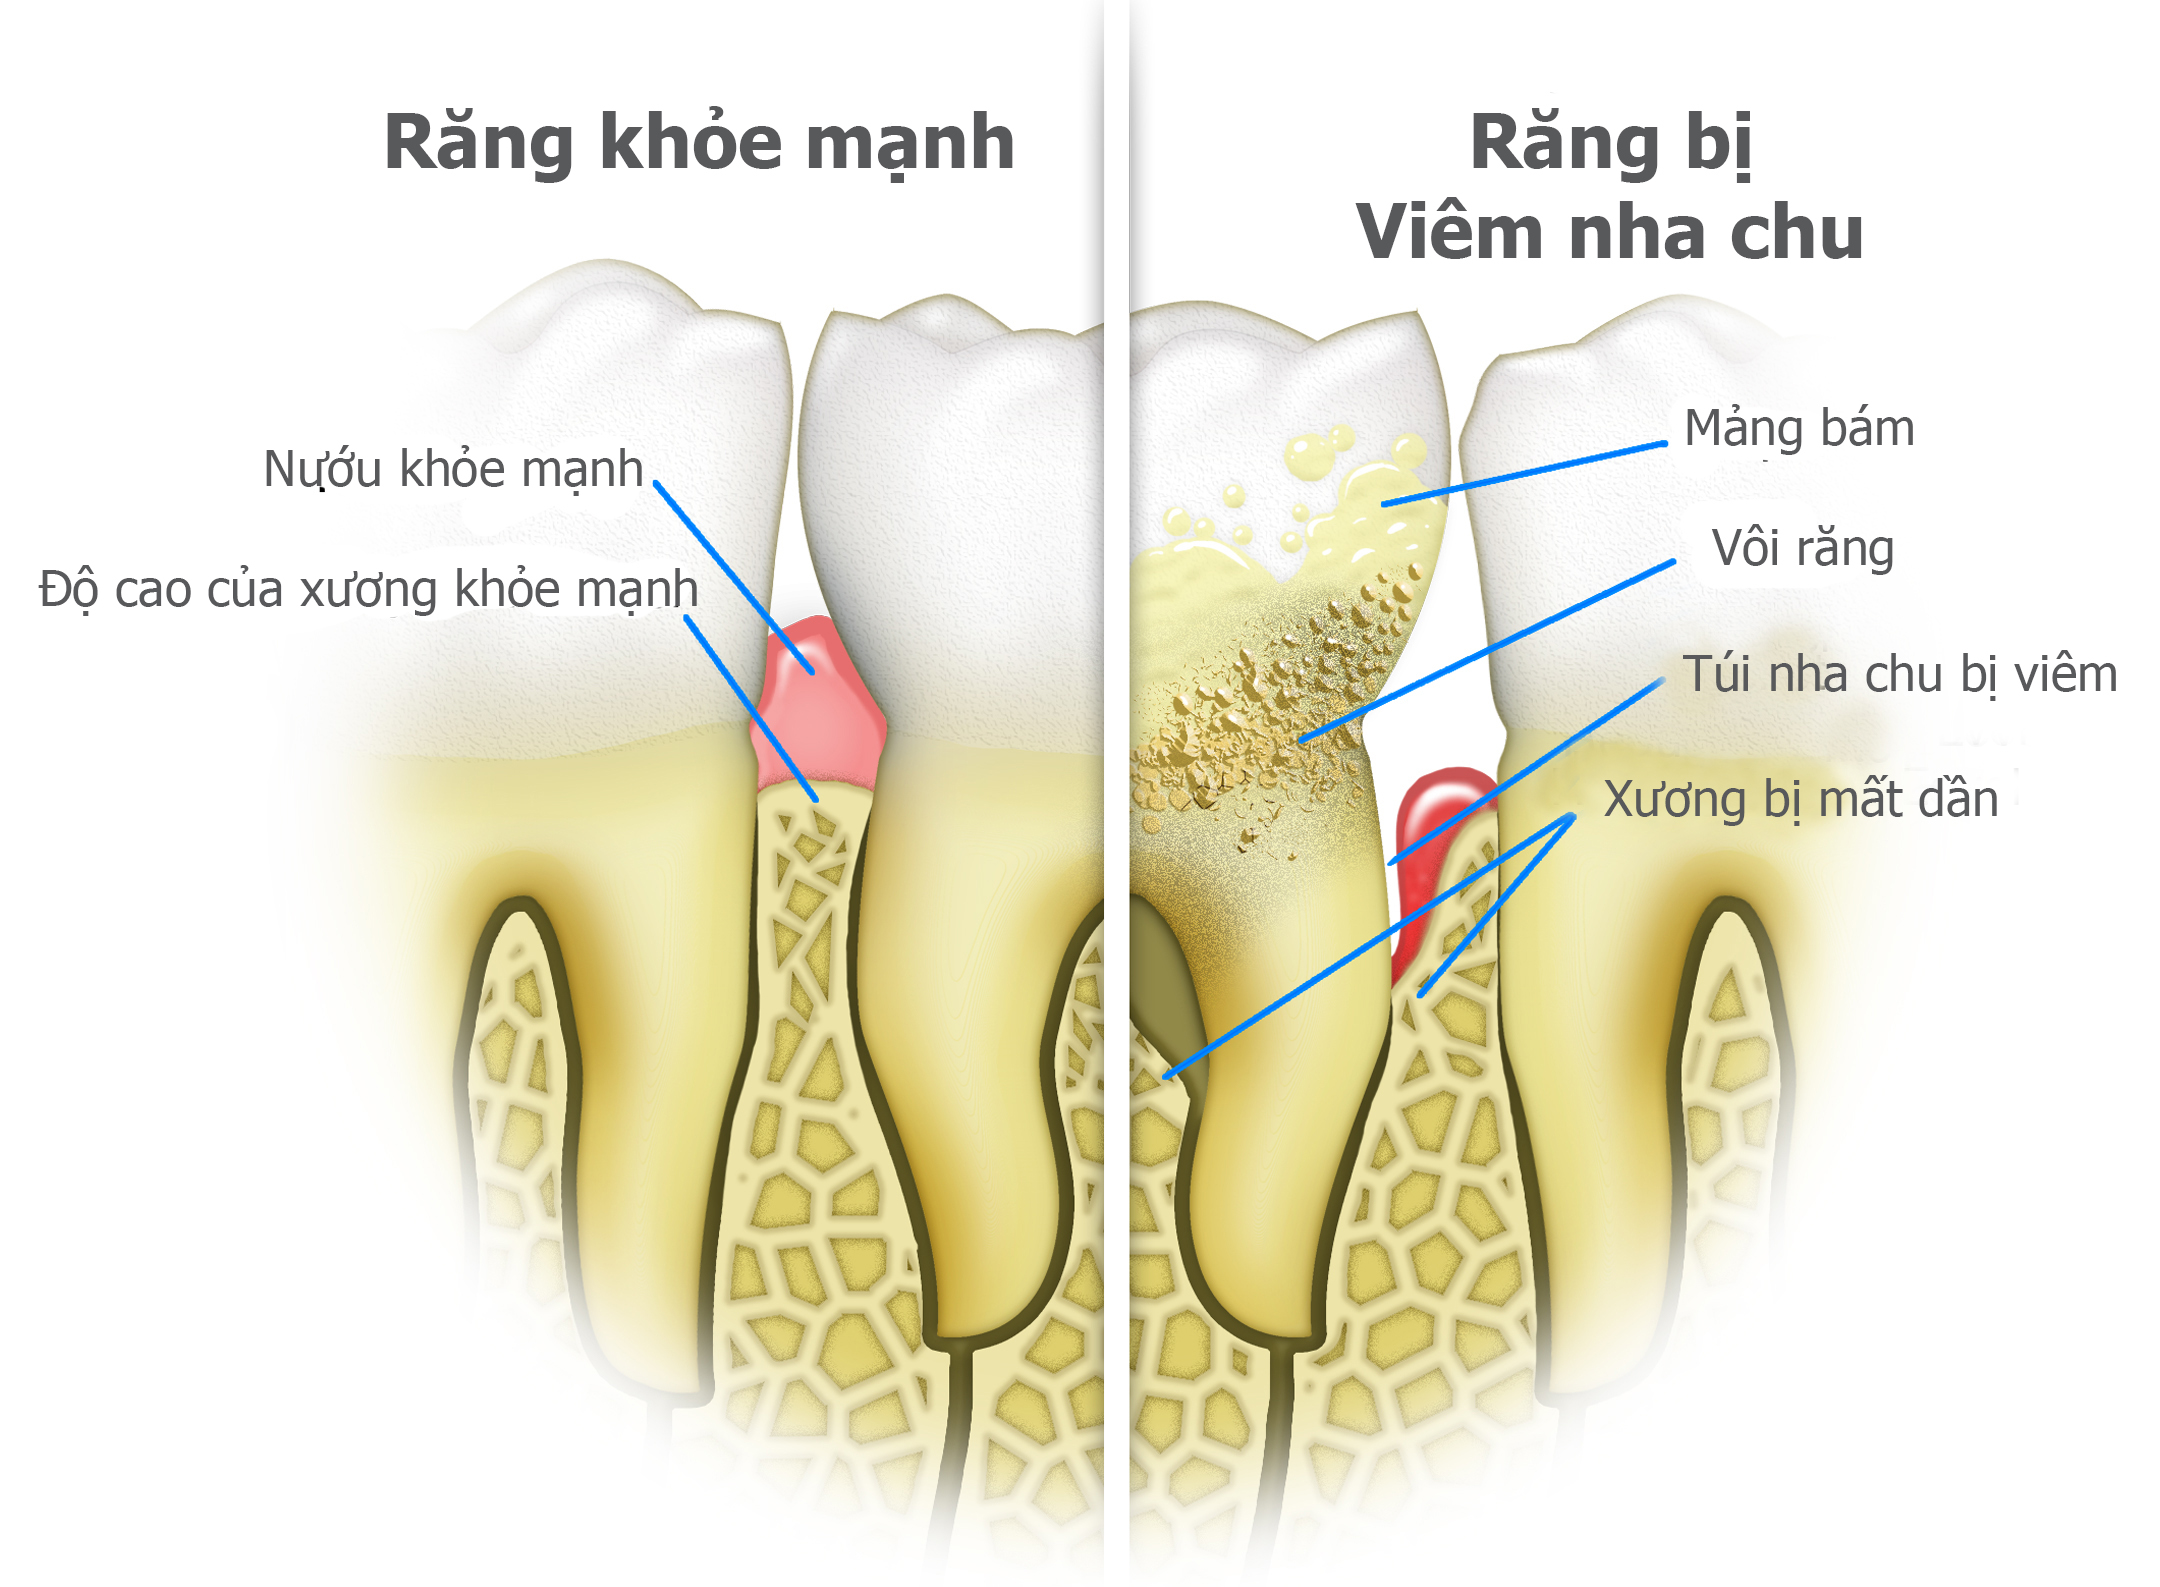 Răng khỏe mạnh
Nướu khỏe mạnh
Độ cao của xương khỏe mạnh
Răng bị
Viêm nha chu
Mảng bám
Vôi răng
Túi nha chu bị viêm
Xương bị mất dần